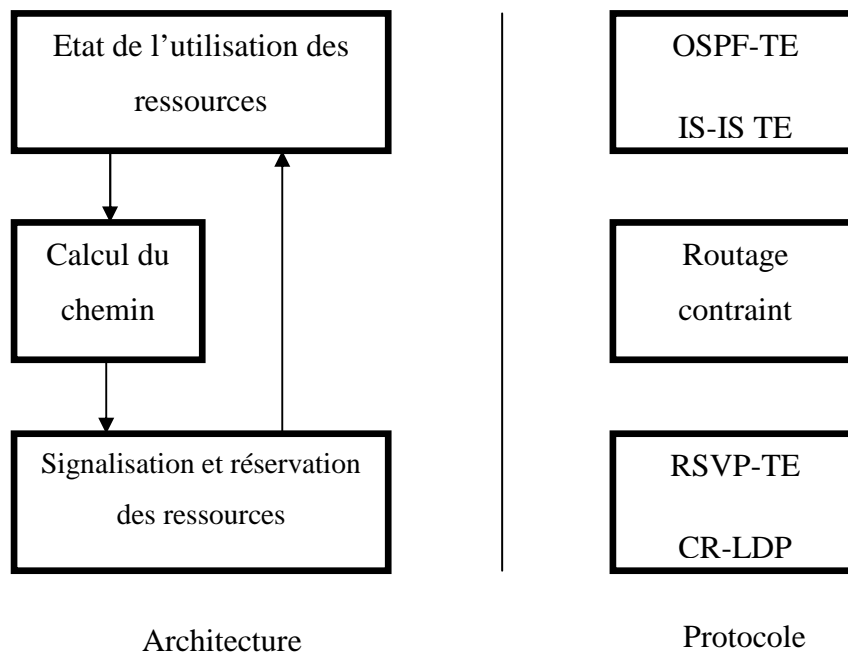 Etat de l’utilisation des
ressources
Calcul du
chemin
Signalisation et réservation
des ressources
Architecture
OSPF-TE
IS-IS TE
Routage
contraint
RSVP-TE
CR-LDP
Protocole